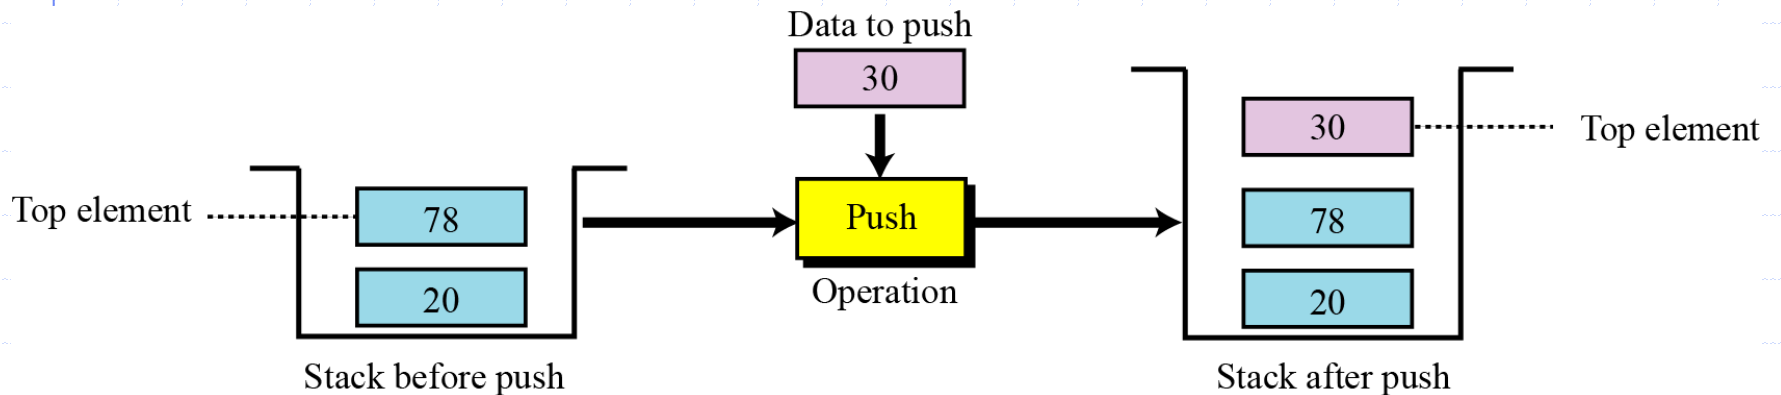 Data to push
30
30
Top element
Top element
78
Push
78
20
Operation
20
Stack before push
Stack after push